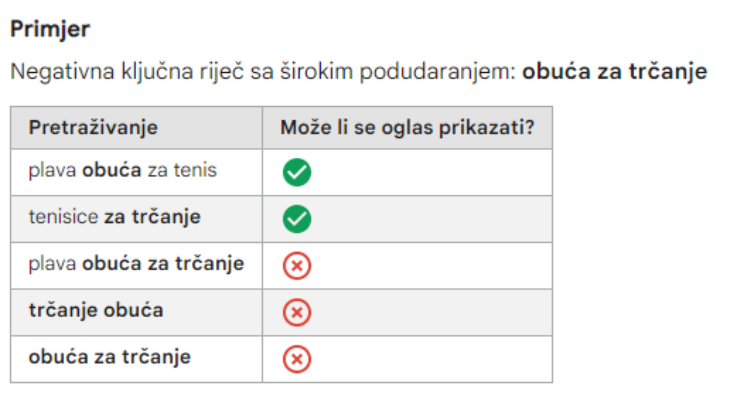 Primjer
Negativna ključna riječ sa širokim podudaranjem: obuća za trčanje
Pretraživanje Može li se oglas prikazati?
plava obuća za tenis
tenisice za trčanje
plava obuća za trčanje
trčanje obuća
obuća za trčanje